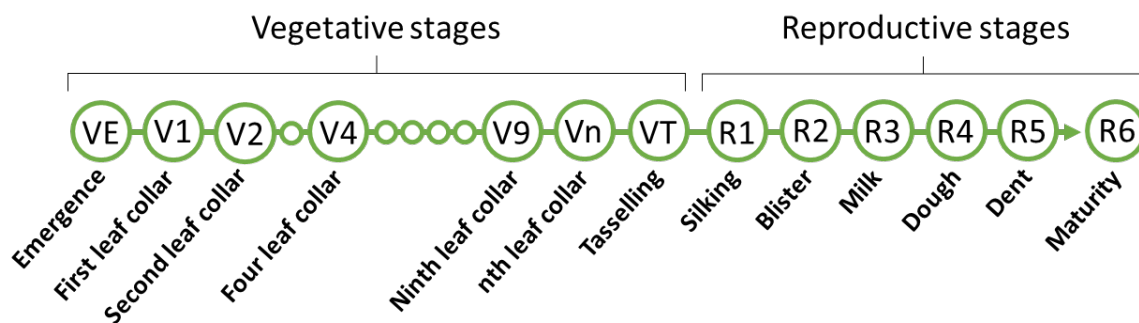 Vegetative stages
Reproductive stages
VE
V1
V2
V4
V9
Vn
VT
R1
R2
R3
R4
R5
R6
Emergence
First leaf collar
Second leaf collar
Four leaf collar
Ninth leaf collar
nth leaf collar
Tasselling
Silking
Blister
Milk
Dough
Dent
Maturity